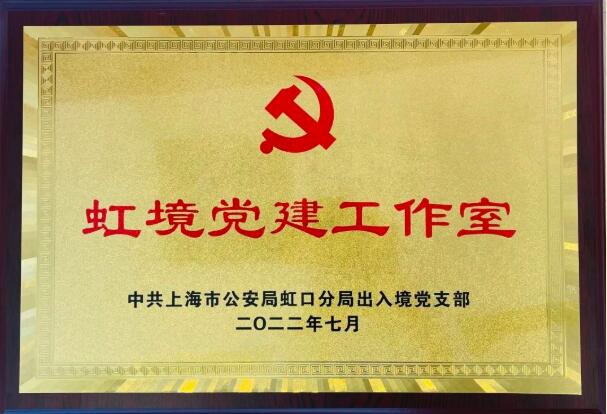 虹境党建工作室
中共上海市公安局虹口分局出入境党支部
二〇二二年七月